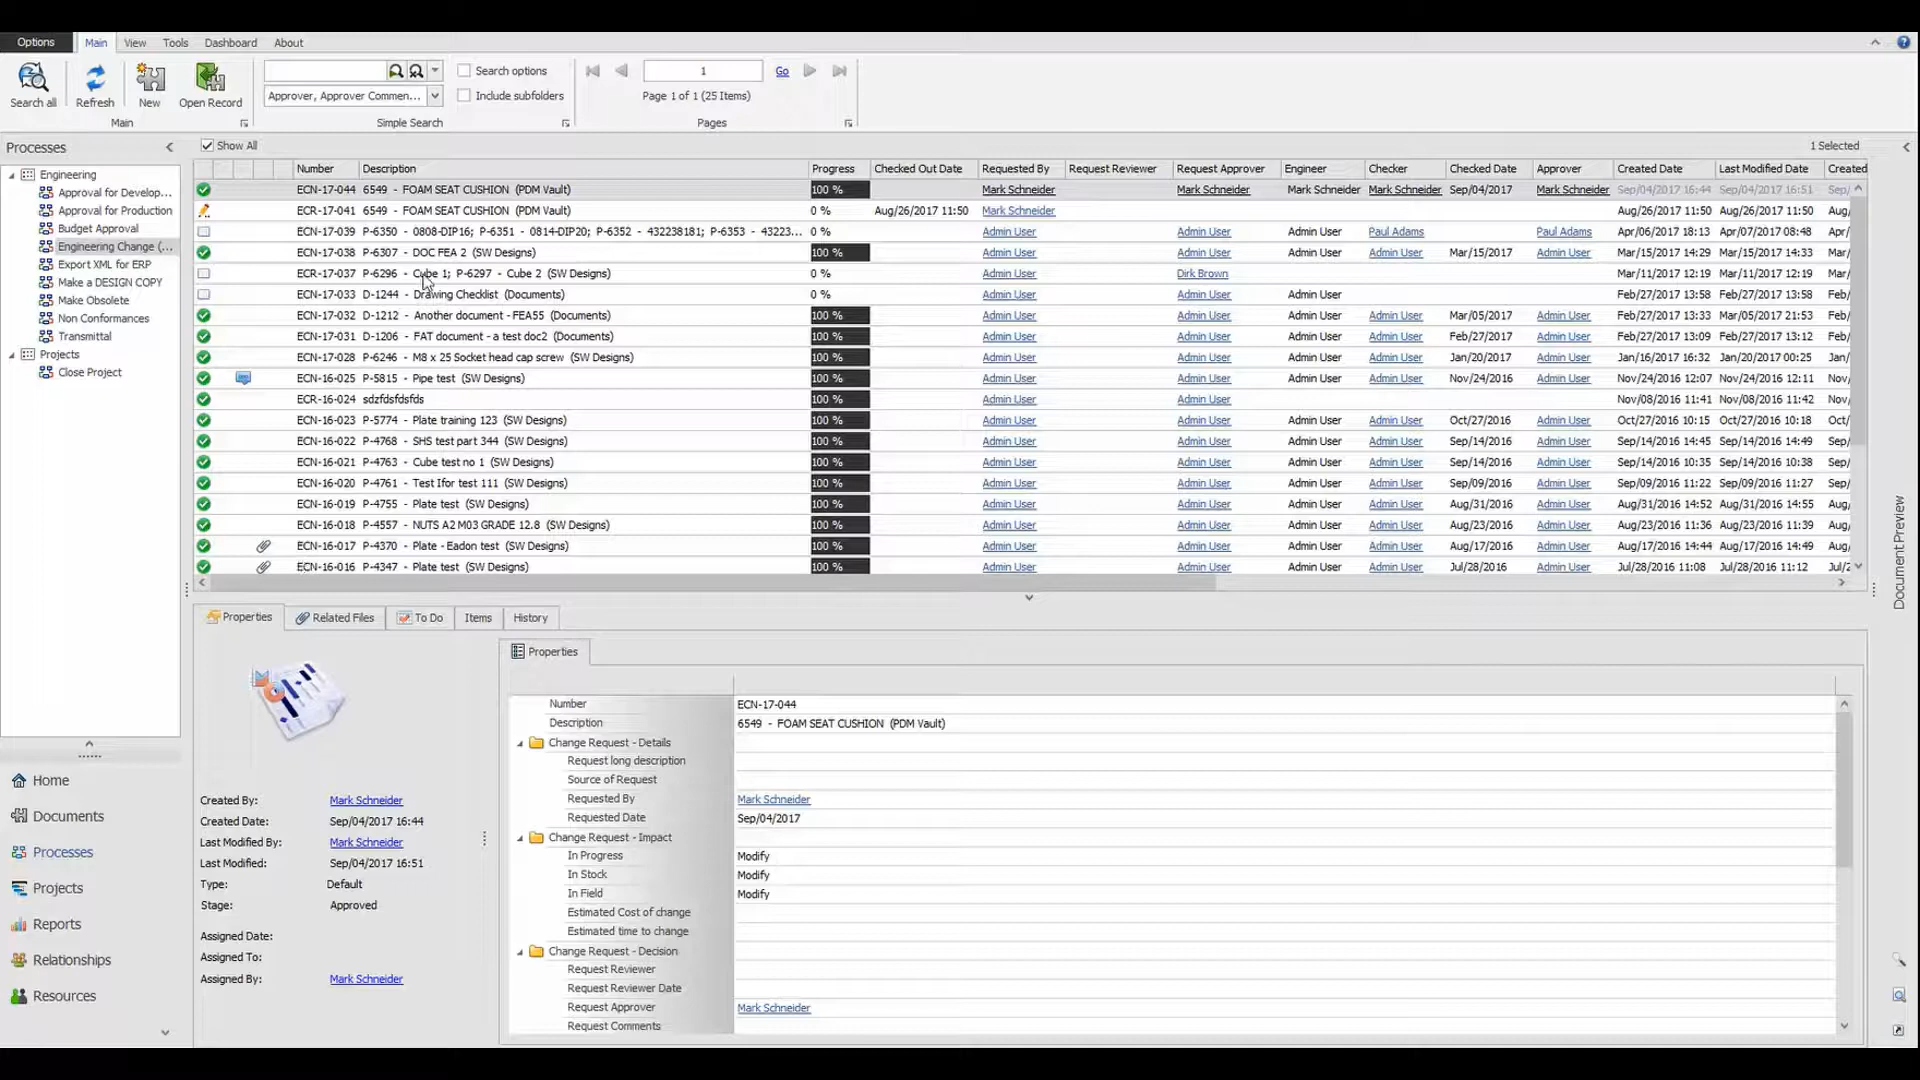 Options Main View Tools Dashboard About
Search all Refresh New Open Record
Search options
Approver, Approver Commen... Include subfolders
1 Go
Page 1 of 1 (25 Items)
Main Simple Search Pages
Processes
Show All 1 Selected
Engineering
Approval for Develop...
Approval for Production
Budget Approval
Engineering Change (...
Export XML for ERP
Make a DESIGN COPY
Make Obsolete
Non Conformances
Transmittal
Projects
Close Project
Home
Documents
Processes
Projects
Reports
Relationships
Resources
Number Description Progress Checked Out Date Requested By Request Reviewer Request Approver Engineer Checker Checked Date Approver Created Date Last Modified Date Created
ECN-17-044 6549 - FOAM SEAT CUSHION (PDM Vault) 100 % Mark Schneider Mark Schneider Mark Schneider Mark Schneider Sep/04/2017 Mark Schneider Sep/04/2017 16:44 Sep/04/2017 16:51 Sep/
ECR-17-041 6549 - FOAM SEAT CUSHION (PDM Vault) 0 % Aug/26/2017 11:50 Mark Schneider Aug/26/2017 11:50 Aug/26/2017 11:50 Aug/
ECN-17-039 P-6350 - 0808-DIP16; P-6351 - 0814-DIP20; P-6352 - 432238181; P-6353 - 43223... 0 % Admin User Admin User Admin User Paul Adams Paul Adams Apr/06/2017 18:13 Apr/07/2017 08:48 Apr/
ECN-17-038 P-6307 - DOC FEA 2 (SW Designs) 100 % Admin User Admin User Admin User Admin User Mar/15/2017 Admin User Mar/15/2017 14:29 Mar/15/2017 14:33 Mar/
ECR-17-037 P-6296 - Cube 1; P-6297 - Cube 2 (SW Designs) 0 % Admin User Dirk Brown Mar/11/2017 12:19 Mar/11/2017 12:19 Mar/
ECN-17-033 D-1244 - Drawing Checklist (Documents) 0 % Admin User Admin User Feb/27/2017 13:58 Feb/27/2017 13:58 Feb/
ECN-17-032 D-1212 - Another document - FEA55 (Documents) 100 % Admin User Admin User Admin User Admin User Mar/05/2017 Admin User Feb/27/2017 13:33 Mar/05/2017 21:53 Feb/
ECN-17-031 D-1206 - FAT document - a test doc2 (Documents) 100 % Admin User Admin User Admin User Admin User Feb/27/2017 Admin User Feb/27/2017 13:12 Feb/27/2017 13:12 Feb/
ECN-17-028 P-6246 - M8 x 25 Socket head cap screw (SW Designs) 100 % Admin User Admin User Admin User Admin User Jan/20/2017 Admin User Jan/16/2017 16:32 Jan/20/2017 00:25 Jan/
ECN-16-025 P-5815 - Pipe test (SW Designs) 100 % Admin User Admin User Admin User Admin User Nov/24/2016 Admin User Nov/24/2016 12:07 Nov/24/2016 12:11 Nov/
ECR-16-024 sdzfdsfdsfds 100 % Admin User Admin User Nov/08/2016 11:41 Nov/08/2016 11:42 Nov/
ECN-16-023 P-5774 - Plate training 123 (SW Designs) 100 % Admin User Admin User Admin User Admin User Oct/27/2016 Admin User Oct/27/2016 10:15 Oct/27/2016 10:18 Oct/
ECN-16-022 P-4768 - SHS test part 344 (SW Designs) 100 % Admin User Admin User Admin User Admin User Sep/14/2016 Admin User Sep/14/2016 14:45 Sep/14/2016 14:49 Sep/
ECN-16-021 P-4763 - Cube test no 1 (SW Designs) 100 % Admin User Admin User Admin User Admin User Sep/14/2016 Admin User Sep/14/2016 10:35 Sep/14/2016 10:38 Sep/
ECN-16-020 P-4761 - Test Ifor test 111 (SW Designs) 100 % Admin User Admin User Admin User Admin User Sep/09/2016 Admin User Sep/09/2016 11:22 Sep/09/2016 11:27 Sep/
ECN-16-019 P-4755 - Plate test (SW Designs) 100 % Admin User Admin User Admin User Admin User Aug/31/2016 Admin User Aug/31/2016 14:52 Aug/31/2016 14:55 Aug/
ECN-16-018 P-4557 - NUTS A2 M03 GRADE 12.8 (SW Designs) 100 % Admin User Admin User Admin User Admin User Aug/23/2016 Admin User Aug/23/2016 11:36 Aug/23/2016 11:39 Aug/
ECN-16-017 P-4370 - Plate - Eadon test (SW Designs) 100 % Admin User Admin User Admin User Admin User Aug/17/2016 Admin User Aug/17/2016 14:44 Aug/17/2016 14:49 Aug/
ECN-16-016 P-4347 - Plate test (SW Designs) 100 % Admin User Admin User Admin User Admin User Jul/28/2016 Admin User Jul/28/2016 11:08 Jul/28/2016 11:12 Jul/2
Document Preview
Properties Related Files To Do Items History
Created By: Mark Schneider
Created Date: Sep/04/2017 16:44
Last Modified By: Mark Schneider
Last Modified: Sep/04/2017 16:51
Type: Default
Stage: Approved
Assigned Date:
Assigned To:
Assigned By: Mark Schneider
Properties
Number ECN-17-044
Description 6549 - FOAM SEAT CUSHION (PDM Vault)
Change Request - Details
Request long description
Source of Request
Requested By Mark Schneider
Requested Date Sep/04/2017
Change Request - Impact
In Progress Modify
In Stock Modify
In Field Modify
Estimated Cost of change
Estimated time to change
Change Request - Decision
Request Reviewer
Request Reviewer Date
Request Approver Mark Schneider
Request Comments